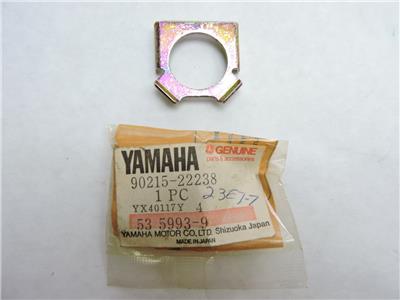 YAMAHA GENUINE
parts & accessories
90215-22238
1 PC 23E7-7
YX40117Y 4
53 5993-9
YAMAHA MOTOR CO., LTD. Shizuoka Japan
MADE IN JAPAN